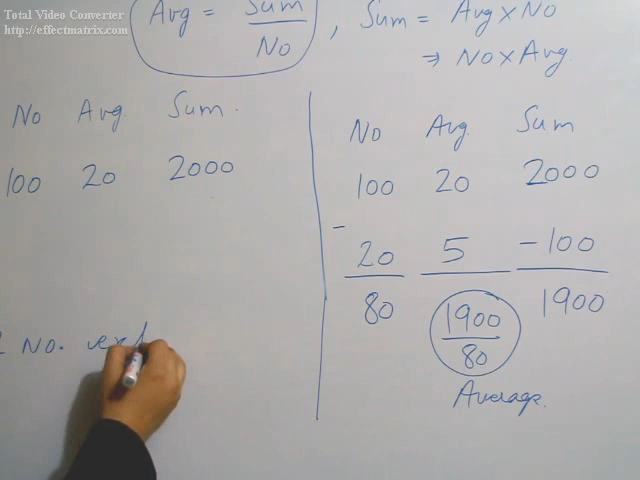 Total Video Converter
http://effectmatrix.com
Avg = Sum / No , Sum = Avg × No
⇒ No × Avg.
No Avg. Sum.
100 20 2000
No.
No Avg. Sum
100 20 2000
- 20 5 - 100
80 1900/80 1900
Average.